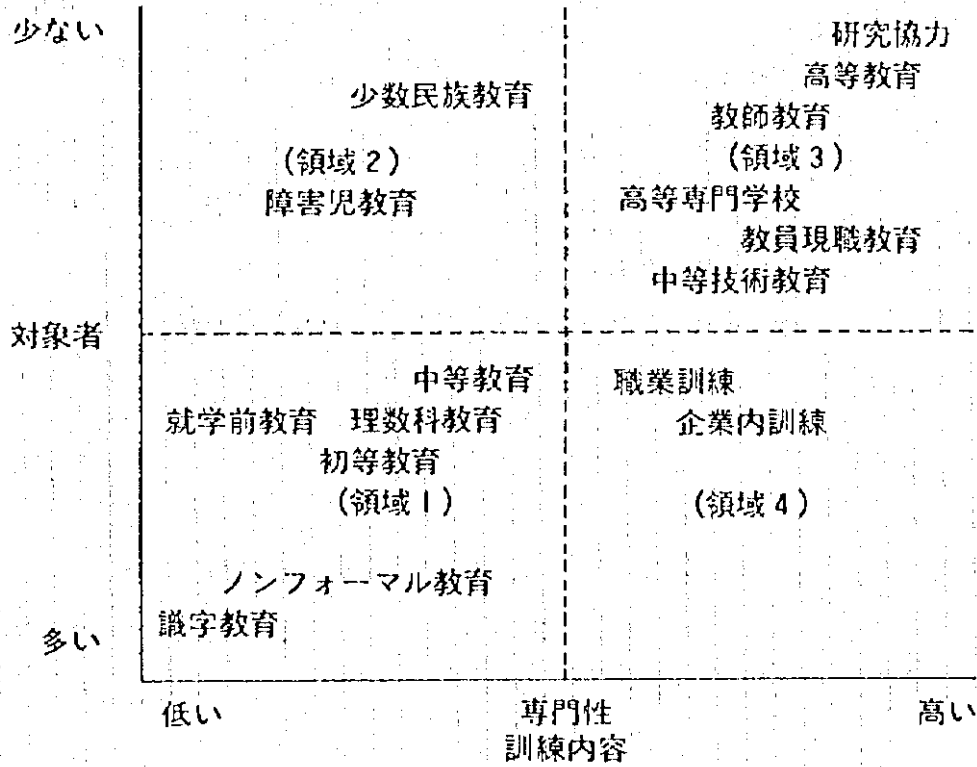 少ない
研究協力
高等教育
少数民族教育
教師教育
(領域2)
(領域3)
障害児教育
高等専門学校
教員現職教育
中等技術教育
対象者
中等教育
職業訓練
就学前教育 理数科教育
企業内訓練
初等教育
(領域1)
(領域4)
ノンフォーマル教育
識字教育
多い
低い
専門性
高い
訓練内容